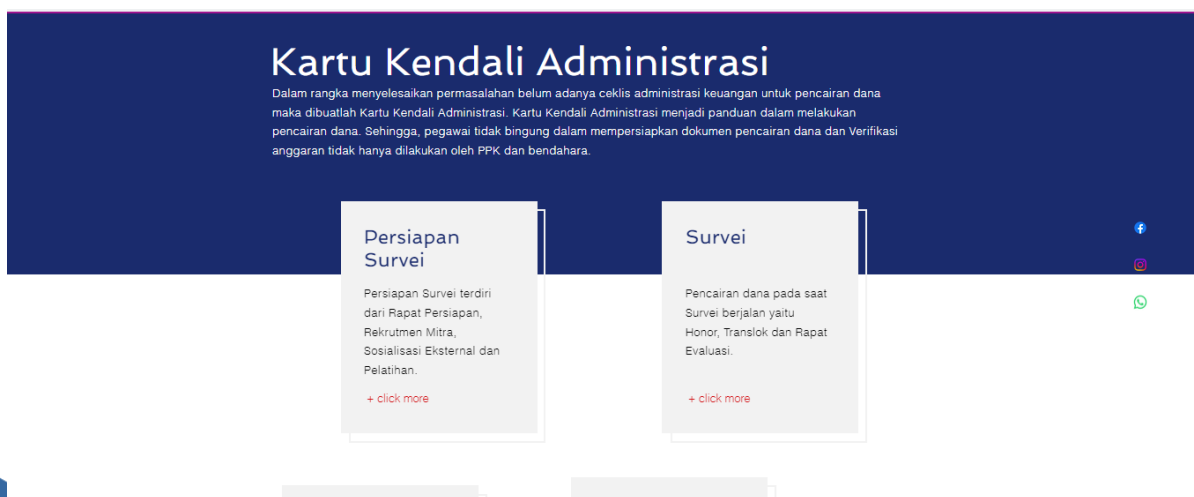 Kartu Kendali Administrasi
Dalam rangka menyelesaikan permasalahan belum adanya ceklis administrasi keuangan untuk pencairan dana
maka dibuatlah Kartu Kendali Administrasi. Kartu Kendali Administrasi menjadi panduan dalam melakukan
pencairan dana. Sehingga, pegawai tidak bingung dalam mempersiapkan dokumen pencairan dana dan Verifikasi
anggaran tidak hanya dilakukan oleh PPK dan bendahara.
Persiapan
Survei
Persiapan Survei terdiri
dari Rapat Persiapan,
Rekrutmen Mitra,
Sosialisasi Eksternal dan
Pelatihan.
+ click more
Survei
Pencairan dana pada saat
Survei berjalan yaitu
Honor, Translok dan Rapat
Evaluasi.
+ click more